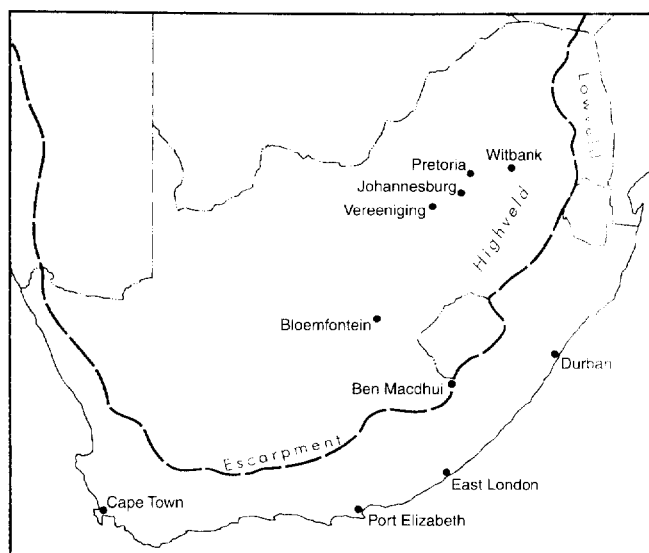 Lowveld
Pretoria
Witbank
Johannesburg
Vereeniging
Highveld
Bloemfontein
Durban
Ben Macdhui
Escarpment
East London
Cape Town
Port Elizabeth